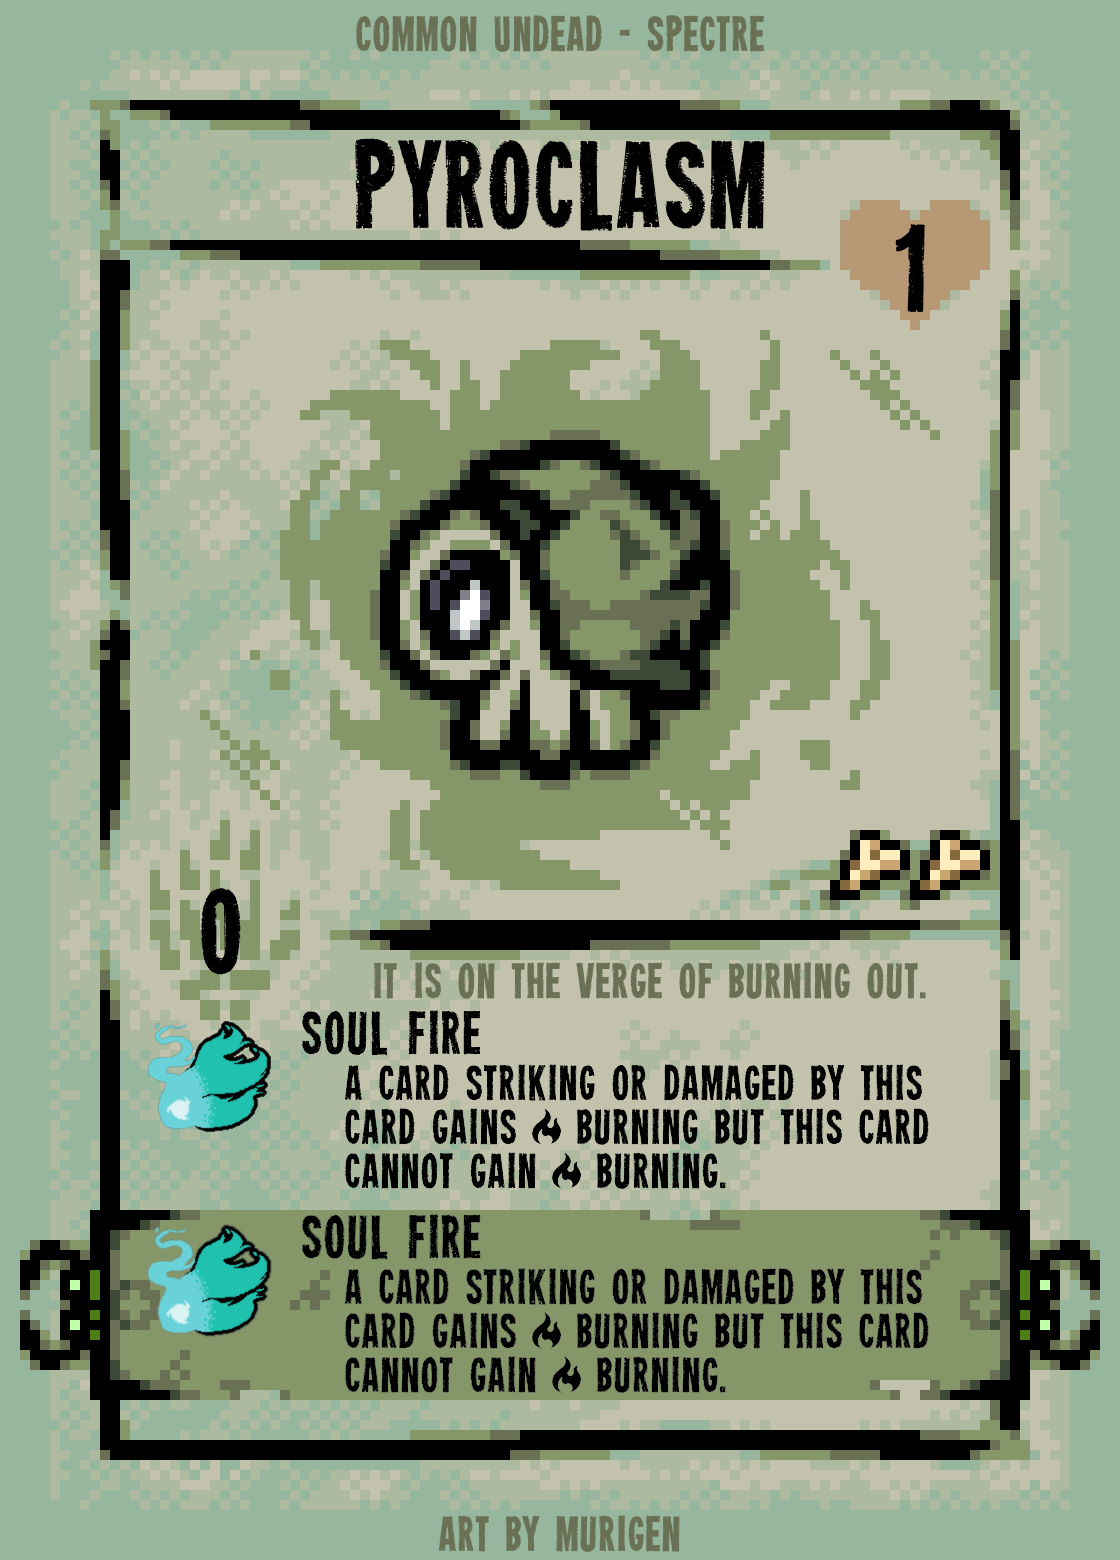 COMMON UNDEAD - SPECTRE
PYROCLASM
1
0
IT IS ON THE VERGE OF BURNING OUT.
SOUL FIRE
A CARD STRIKING OR DAMAGED BY THIS
CARD GAINS BURNING BUT THIS CARD
CANNOT GAIN BURNING.
SOUL FIRE
A CARD STRIKING OR DAMAGED BY THIS
CARD GAINS BURNING BUT THIS CARD
CANNOT GAIN BURNING.
ART BY MURIGEN